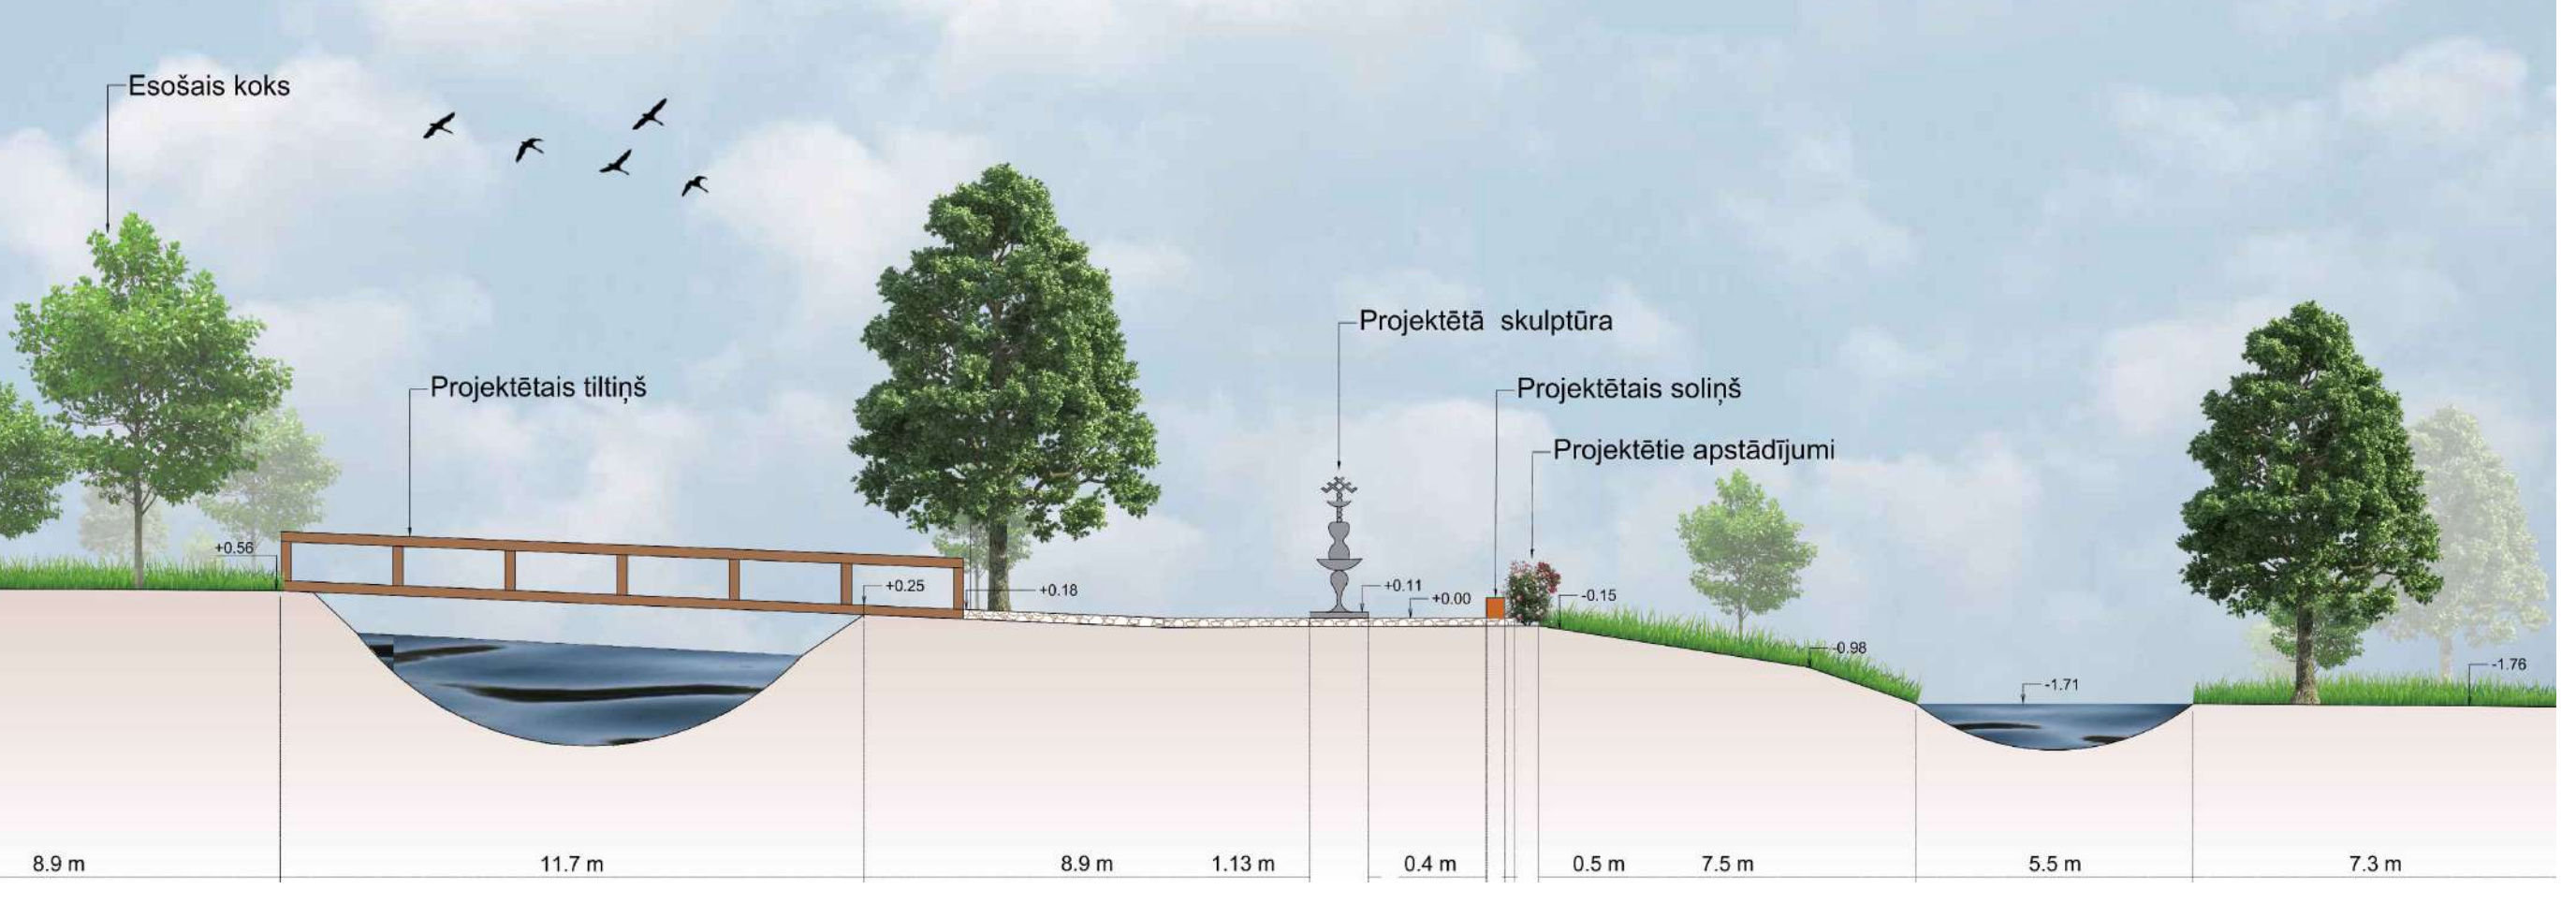 Esošais koks
Projektētā skulptūra
Projektētais tiltiņš
Projektētais soliņš
Projektētie apstādījumi
+0.56
+0.25
+0.18
+0.11
+0.00
-0.15
-0.98
-1.71
-1.76
8.9 m
11.7 m
8.9 m
1.13 m
0.4 m
0.5 m
7.5 m
5.5 m
7.3 m